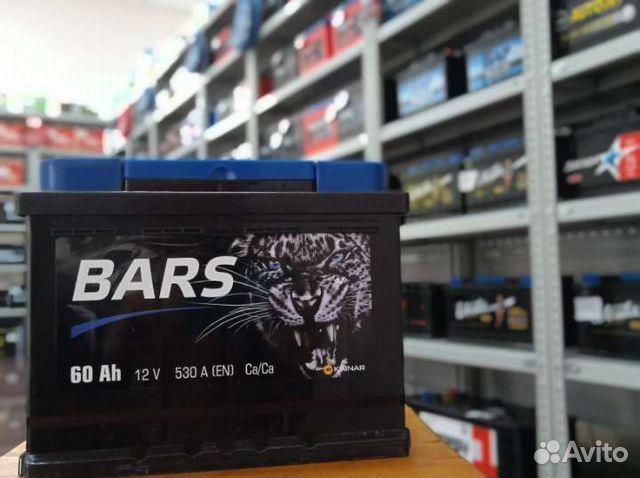 BARS
60 Ah 12 V 530 A (EN) Ca/Ca
KAINAR
Avito